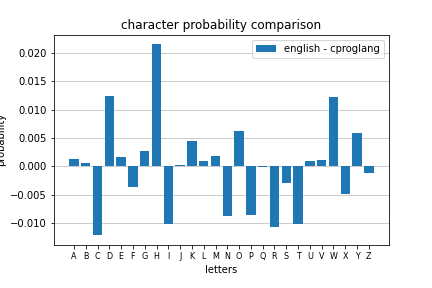 character probability comparison
english - cproglang
0.020
0.015
0.010
0.005
0.000
−0.005
−0.010
probability
A B C D E F G H I J K L M N O P Q R S T U V W X Y Z
letters